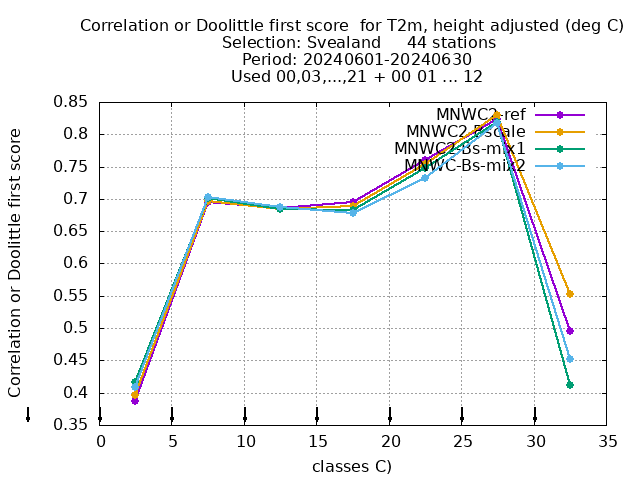 Correlation or Doolittle first score  for T2m, height adjusted (deg C)
Selection: Svealand     44 stations
Period: 20240601-20240630
Used 00,03,...,21 + 00 01 ... 12
Correlation or Doolittle first score
0.85
0.8
0.75
0.7
0.65
0.6
0.55
0.5
0.45
0.4
0.35
MNWC2-ref
MNWC2-Bs-mix1
MNWC-Bs-mix2
0 5 10 15 20 25 30 35
classes C)